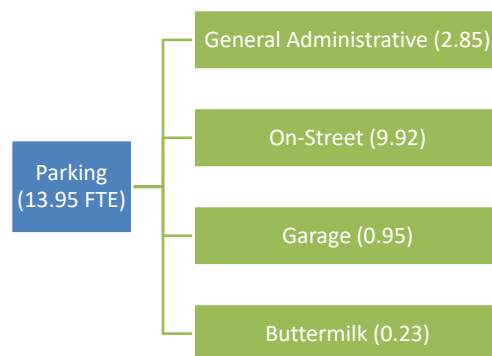 General Administrative (2.85)
On-Street (9.92)
Parking
(13.95 FTE)
Garage (0.95)
Buttermilk (0.23)